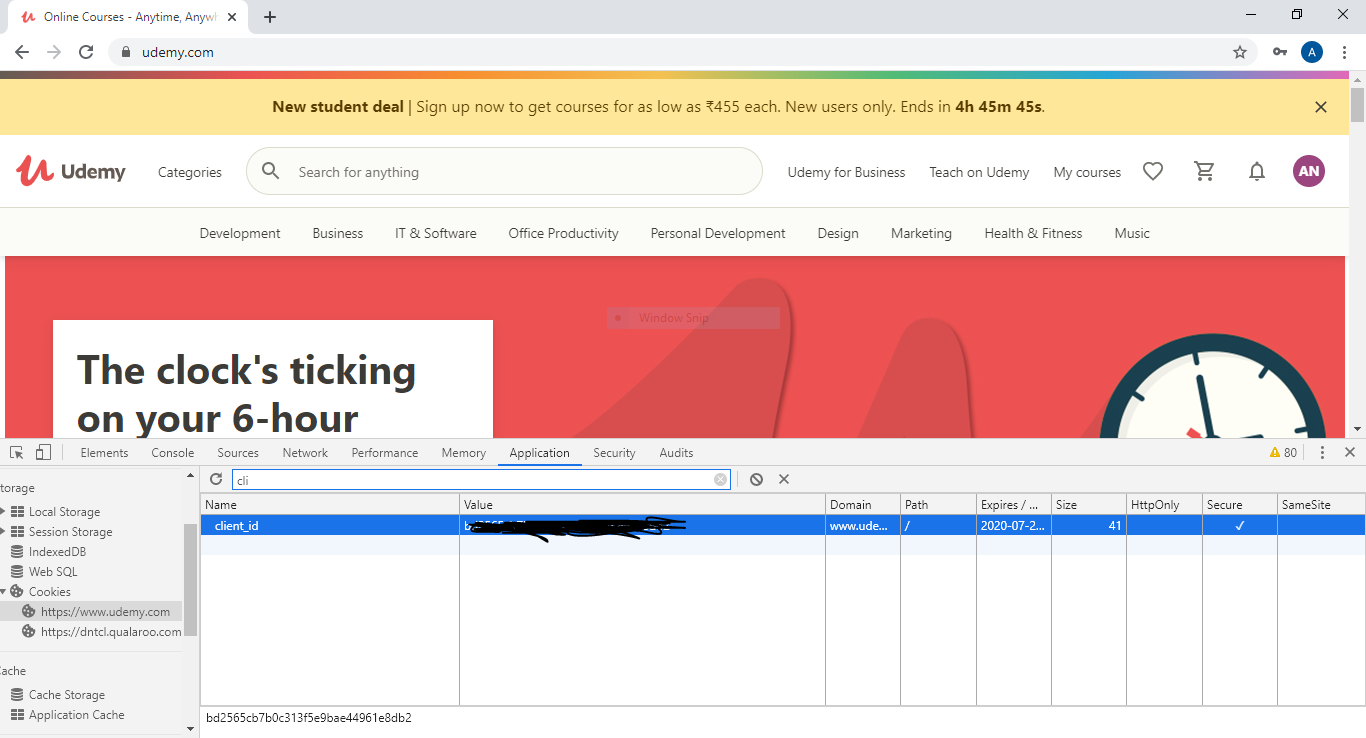 Online Courses - Anytime, Anywh
udemy.com
A
New student deal | Sign up now to get courses for as low as ₹455 each. New users only. Ends in 4h 45m 45s.
Udemy
Categories
Search for anything
Udemy for Business
Teach on Udemy
My courses
AN
Development
Business
IT & Software
Office Productivity
Personal Development
Design
Marketing
Health & Fitness
Music
Window Snip
The clock's ticking
on your 6-hour
Elements
Console
Sources
Network
Performance
Memory
Application
Security
Audits
80
torage
Local Storage
Session Storage
IndexedDB
Web SQL
Cookies
https://www.udemy.com
https://dntcl.qualaroo.com
ache
Cache Storage
Application Cache
cli
Name
Value
Domain
Path
Expires / ...
Size
HttpOnly
Secure
SameSite
client_id
www.ude...
/
2020-07-2...
41
✓
bd2565cb7b0c313f5e9bae44961e8db2